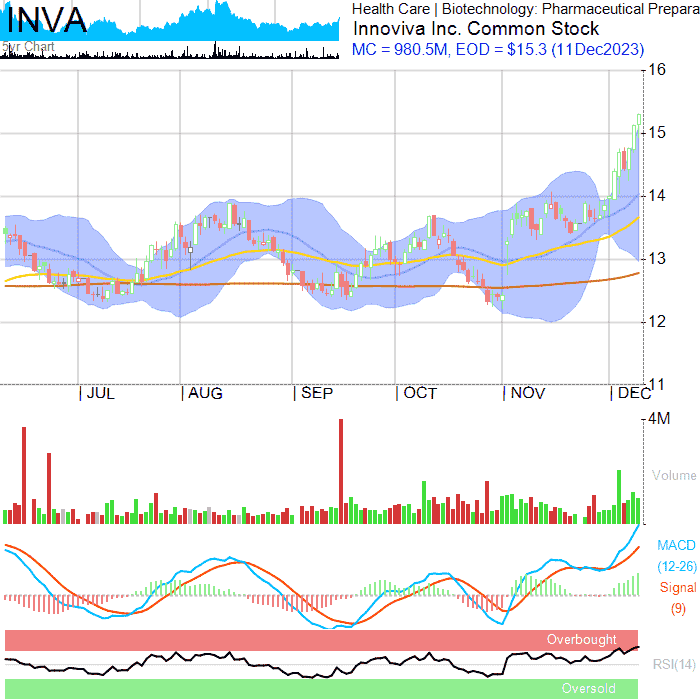 INVA
5yr Chart
Health Care | Biotechnology: Pharmaceutical Prepara
Innoviva Inc. Common Stock
MC = 980.5M, EOD = $15.3 (11Dec2023)
16
15
14
13
12
11
JUL AUG SEP OCT NOV DEC
4M
Volume
MACD
(12-26)
Signal
(9)
Overbought
RSI(14)
Oversold